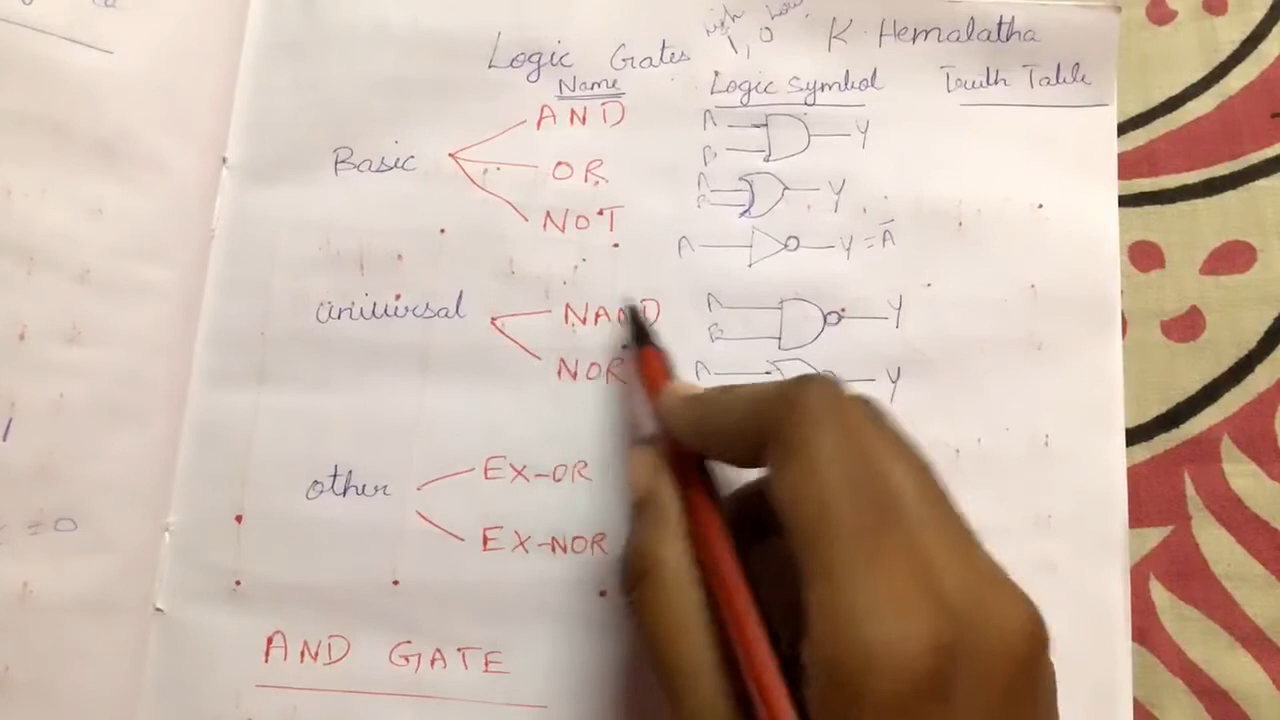 Logic Gates high 1, 0 Low K. Hemalatha
Name Logic Symbol Truth Table
AND A B Y
Basic OR A B Y
NOT A Y = A̅
Universal NAND A B Y
NOR A Y
other EX-OR
EX-NOR
AND GATE
= 0